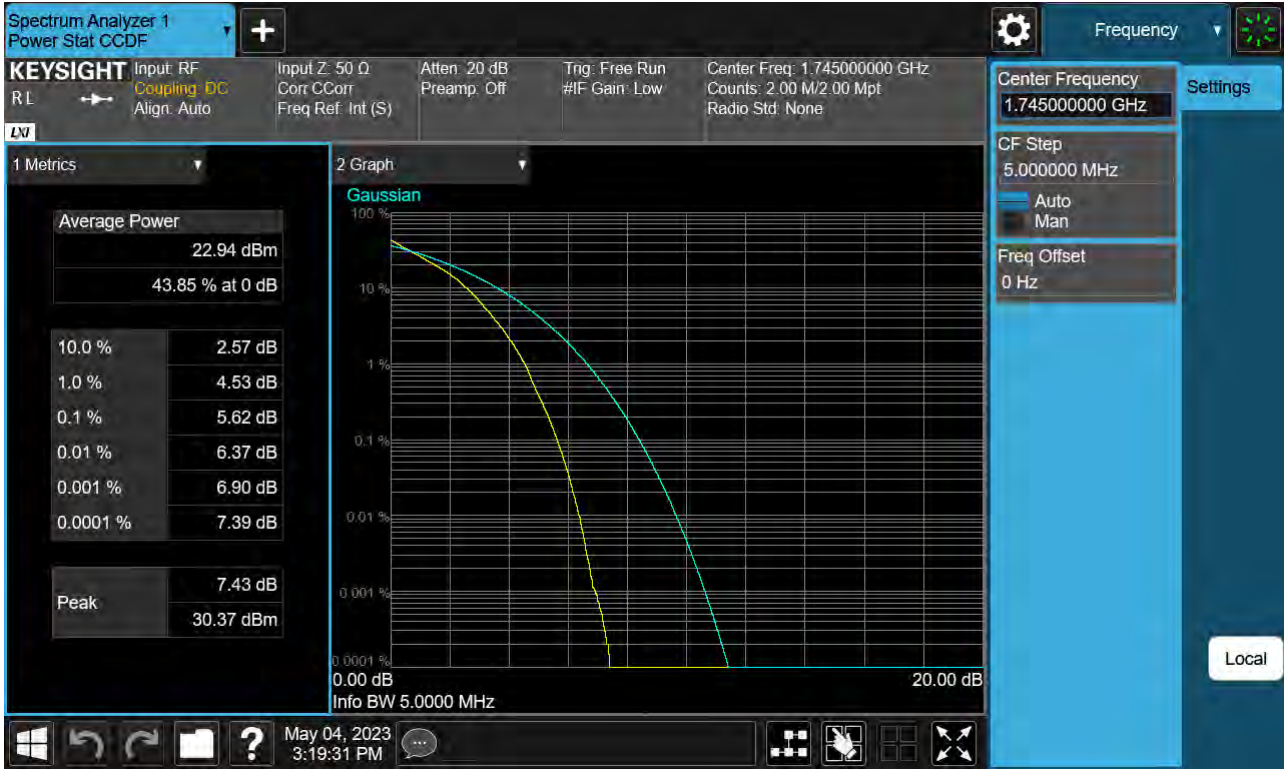 Spectrum Analyzer 1
Power Stat CCDF
Frequency
KEYSIGHT
R L
LXI
Input: RF
Coupling: DC
Align: Auto
Input Z: 50 Ω
Corr CCorr
Freq Ref: Int (S)
Atten: 20 dB
Preamp: Off
Trig: Free Run
#IF Gain: Low
Center Freq: 1.745000000 GHz
Counts: 2.00 M/2.00 Mpt
Radio Std: None
Center Frequency
1.745000000 GHz
Settings
CF Step
5.000000 MHz
Auto
Man
Freq Offset
0 Hz
1 Metrics
Average Power
22.94 dBm
43.85 % at 0 dB
10.0 % 2.57 dB
1.0 % 4.53 dB
0.1 % 5.62 dB
0.01 % 6.37 dB
0.001 % 6.90 dB
0.0001 % 7.39 dB
Peak
7.43 dB
30.37 dBm
2 Graph
Gaussian
100 %
10 %
1 %
0.1 %
0.01 %
0.001 %
0.0001 %
0.00 dB 20.00 dB
Info BW 5.0000 MHz
Local
?
May 04, 2023
3:19:31 PM